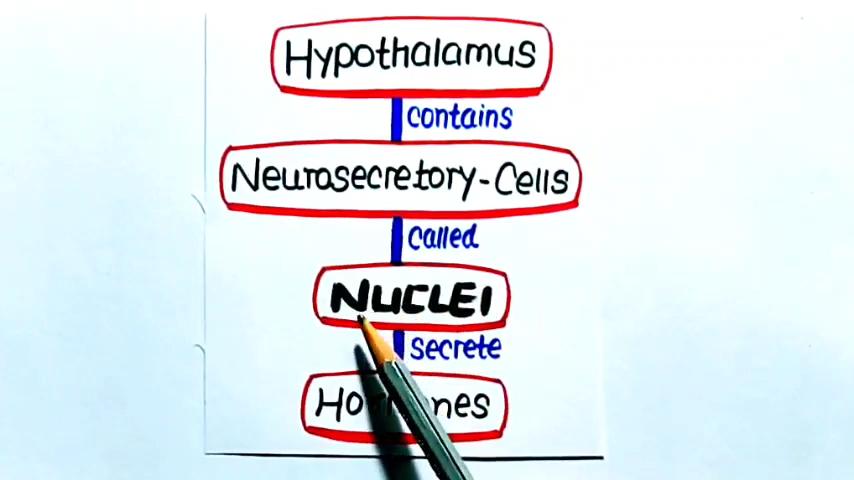 Hypothalamus
contains
Neurosecretory-Cells
called
NUCLEI
secrete